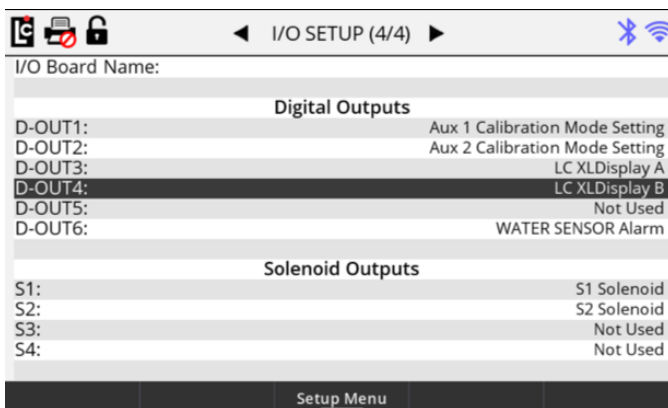 LC
I/O SETUP (4/4)
I/O Board Name:
Digital Outputs
D-OUT1: Aux 1 Calibration Mode Setting
D-OUT2: Aux 2 Calibration Mode Setting
D-OUT3: LC XLDisplay A
D-OUT4: LC XLDisplay B
D-OUT5: Not Used
D-OUT6: WATER SENSOR Alarm
Solenoid Outputs
S1: S1 Solenoid
S2: S2 Solenoid
S3: Not Used
S4: Not Used
Setup Menu